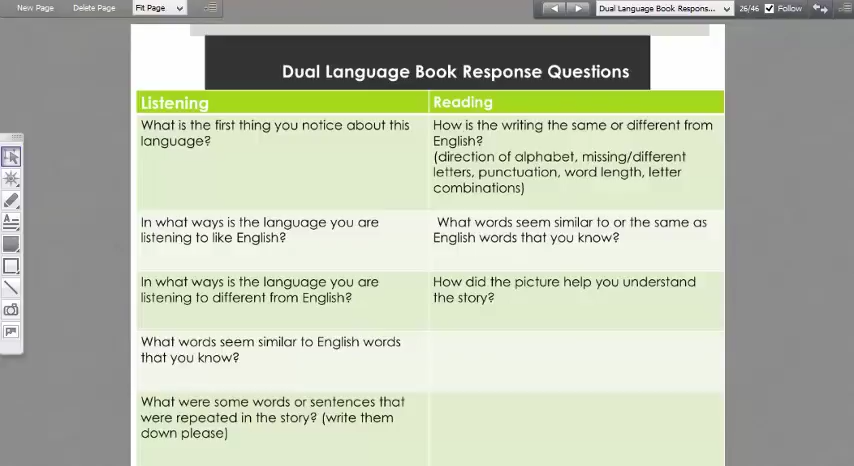 New Page Delete Page Fit Page Dual Language Book Respons... 26/46 Follow
Dual Language Book Response Questions
Listening
What is the first thing you notice about this
language?
In what ways is the language you are
listening to like English?
In what ways is the language you are
listening to different from English?
What words seem similar to English words
that you know?
What were some words or sentences that
were repeated in the story? (write them
down please)
Reading
How is the writing the same or different from
English?
(direction of alphabet, missing/different
letters, punctuation, word length, letter
combinations)
What words seem similar to or the same as
English words that you know?
How did the picture help you understand
the story?